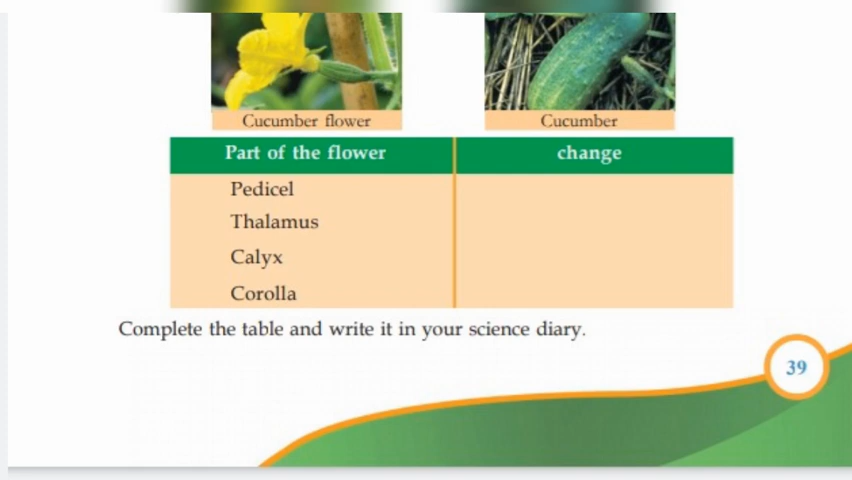 Cucumber flower
Cucumber
Part of the flower
change
Pedicel
Thalamus
Calyx
Corolla
Complete the table and write it in your science diary.
39